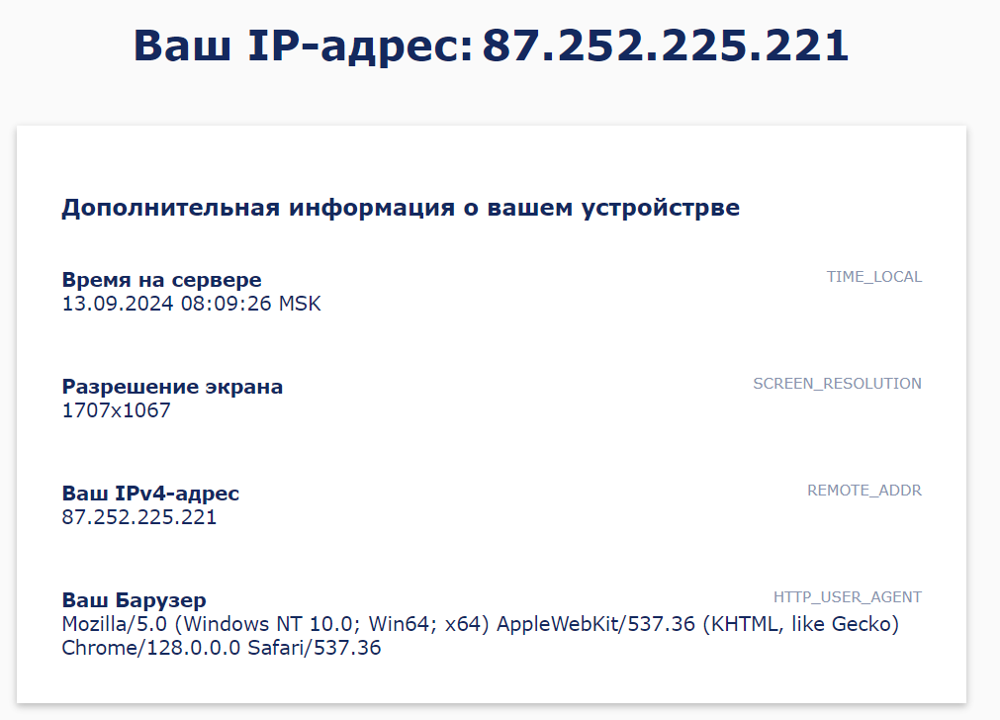 Ваш IP-адрес: 87.252.225.221
Дополнительная информация о вашем устройстрве
Время на сервере
TIME_LOCAL
13.09.2024 08:09:26 MSK
Разрешение экрана
SCREEN_RESOLUTION
1707x1067
Ваш IPv4-адрес
REMOTE_ADDR
87.252.225.221
Ваш Барузер
HTTP_USER_AGENT
Mozilla/5.0 (Windows NT 10.0; Win64; x64) AppleWebKit/537.36 (KHTML, like Gecko)
Chrome/128.0.0.0 Safari/537.36